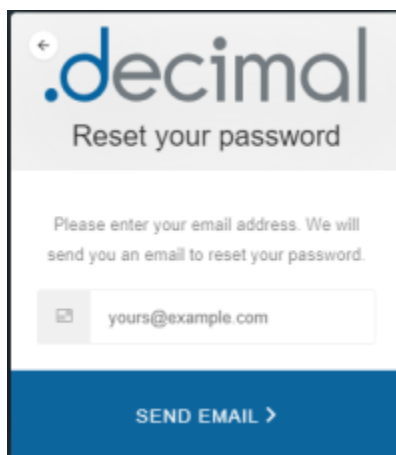 .decimal
Reset your password
Please enter your email address. We will
send you an email to reset your password.
yours@example.com
SEND EMAIL >